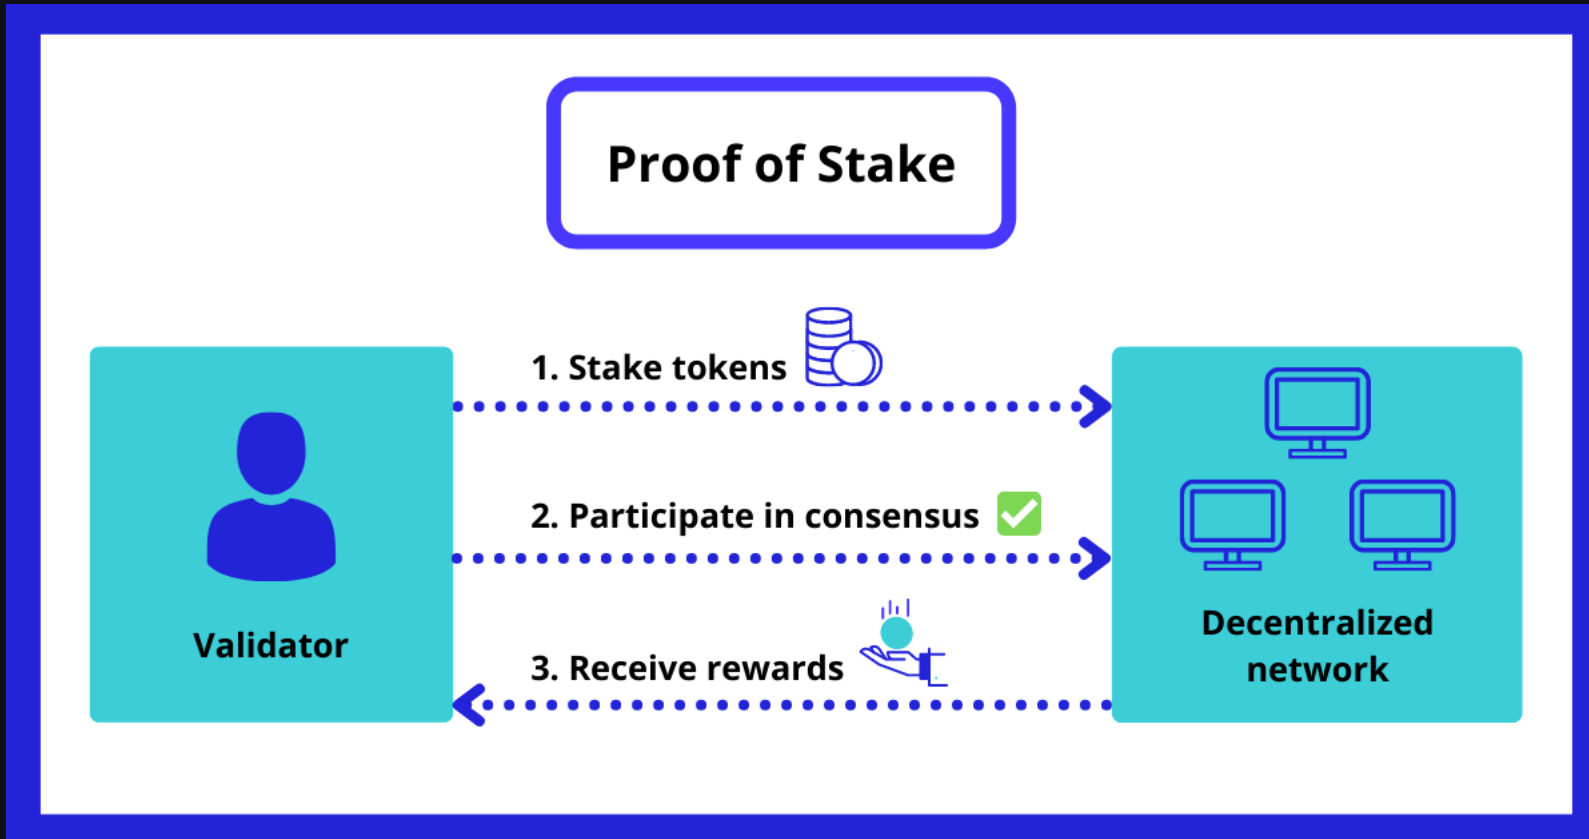 Proof of Stake
1. Stake tokens
2. Participate in consensus
3. Receive rewards
Validator
Decentralized
network